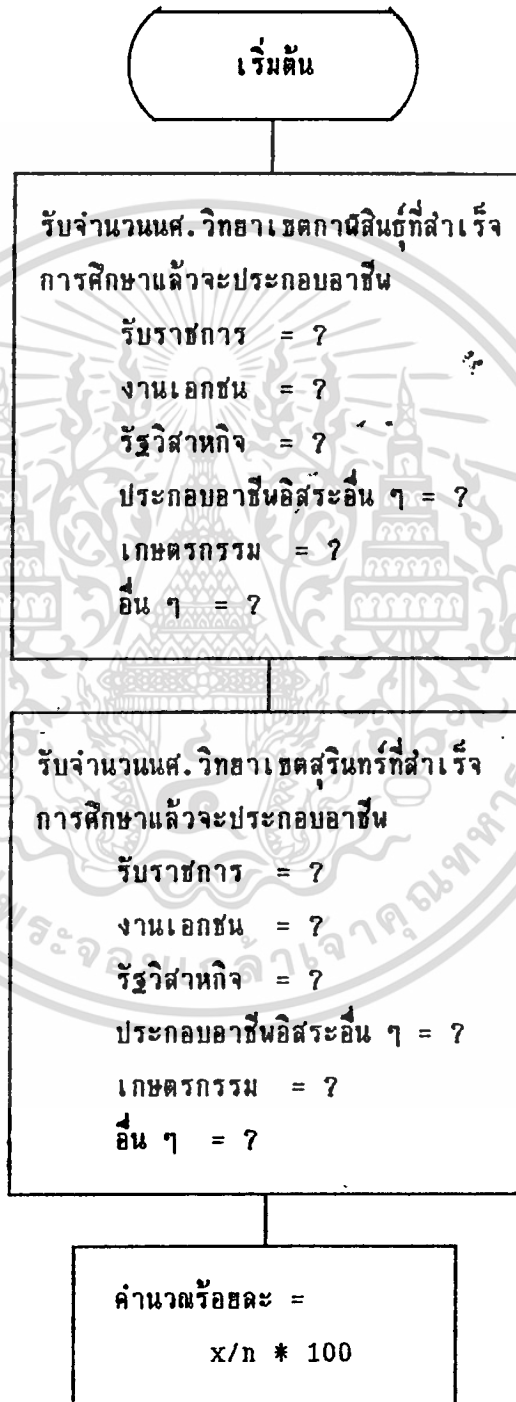 เริ่มต้น
รับจำนวนนศ.วิทยาเขตกาฬสินธุ์ที่สำเร็จ
การศึกษาแล้วจะประกอบอาชีพ
รับราชการ = ?
งานเอกชน = ?
รัฐวิสาหกิจ = ?
ประกอบอาชีพอิสระอื่น ๆ = ?
เกษตรกรรม = ?
อื่น ๆ = ?
รับจำนวนนศ.วิทยาเขตสุรินทร์ที่สำเร็จ
การศึกษาแล้วจะประกอบอาชีพ
รับราชการ = ?
งานเอกชน = ?
รัฐวิสาหกิจ = ?
ประกอบอาชีพอิสระอื่น ๆ = ?
เกษตรกรรม = ?
อื่น ๆ = ?
คำนวณร้อยละ =
x/n * 100